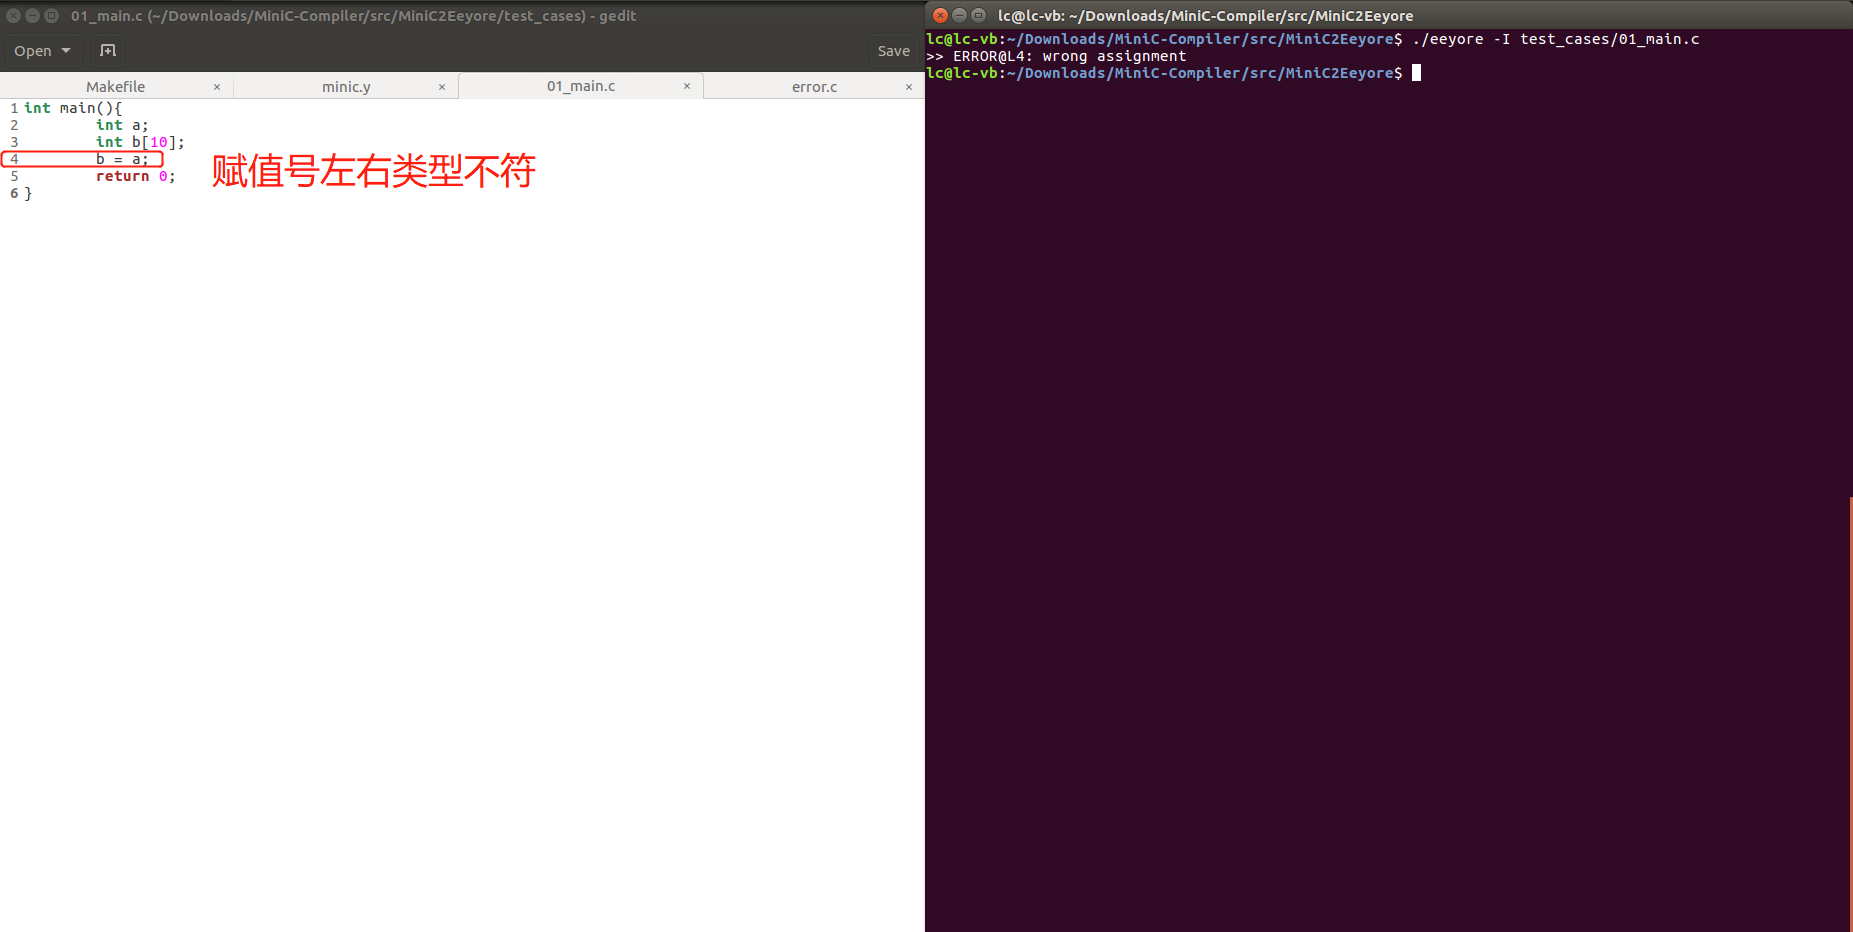 01_main.c (~/Downloads/MiniC-Compiler/src/MiniC2Eeyore/test_cases) - gedit
Open
Save
Makefile × minic.y × 01_main.c × error.c ×
1 int main(){
2 int a;
3 int b[10];
4 b = a;
5 return 0;
6 }
赋值号左右类型不符
lc@lc-vb: ~/Downloads/MiniC-Compiler/src/MiniC2Eeyore
lc@lc-vb:~/Downloads/MiniC-Compiler/src/MiniC2Eeyore$ ./eeyore -I test_cases/01_main.c
>> ERROR@L4: wrong assignment
lc@lc-vb:~/Downloads/MiniC-Compiler/src/MiniC2Eeyore$